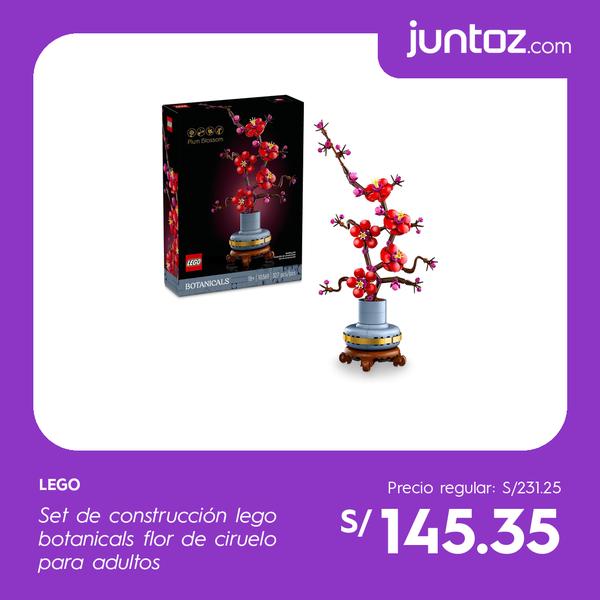 juntoz.com
Plum Blossom
LEGO
BOTANICALS
18+
LEGO
Set de construcción lego
botanicals flor de ciruelo
para adultos
Precio regular: S/231.25
S/145.35